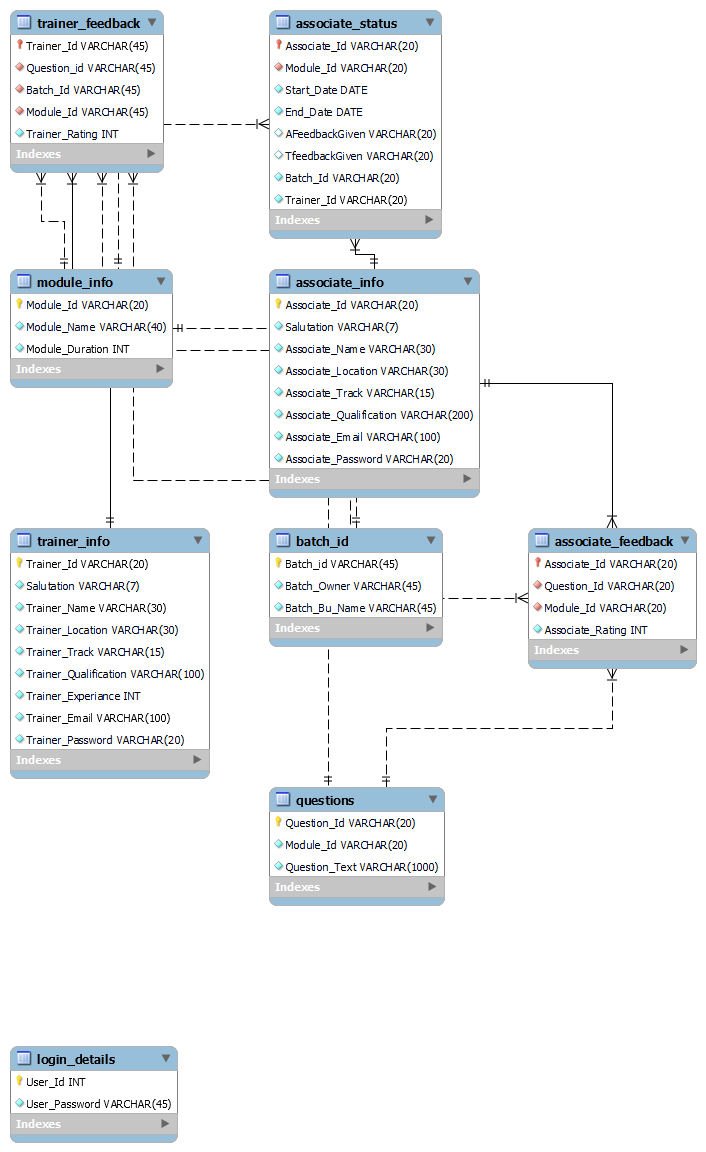 trainer_feedback
Trainer_Id VARCHAR(45)
Question_id VARCHAR(45)
Batch_Id VARCHAR(45)
Module_Id VARCHAR(45)
Trainer_Rating INT
Indexes
associate_status
Associate_Id VARCHAR(20)
Module_Id VARCHAR(20)
Start_Date DATE
End_Date DATE
AFeedbackGiven VARCHAR(20)
TfeedbackGiven VARCHAR(20)
Batch_Id VARCHAR(20)
Trainer_Id VARCHAR(20)
Indexes
module_info
Module_Id VARCHAR(20)
Module_Name VARCHAR(40)
Module_Duration INT
Indexes
associate_info
Associate_Id VARCHAR(20)
Salutation VARCHAR(7)
Associate_Name VARCHAR(30)
Associate_Location VARCHAR(30)
Associate_Track VARCHAR(15)
Associate_Qualification VARCHAR(200)
Associate_Email VARCHAR(100)
Associate_Password VARCHAR(20)
Indexes
trainer_info
Trainer_Id VARCHAR(20)
Salutation VARCHAR(7)
Trainer_Name VARCHAR(30)
Trainer_Location VARCHAR(30)
Trainer_Track VARCHAR(15)
Trainer_Qualification VARCHAR(100)
Trainer_Experiance INT
Trainer_Email VARCHAR(100)
Trainer_Password VARCHAR(20)
Indexes
batch_id
Batch_id VARCHAR(45)
Batch_Owner VARCHAR(45)
Batch_Bu_Name VARCHAR(45)
Indexes
associate_feedback
Associate_Id VARCHAR(20)
Question_Id VARCHAR(20)
Module_Id VARCHAR(20)
Associate_Rating INT
Indexes
questions
Question_Id VARCHAR(20)
Module_Id VARCHAR(20)
Question_Text VARCHAR(1000)
Indexes
login_details
User_Id INT
User_Password VARCHAR(45)
Indexes